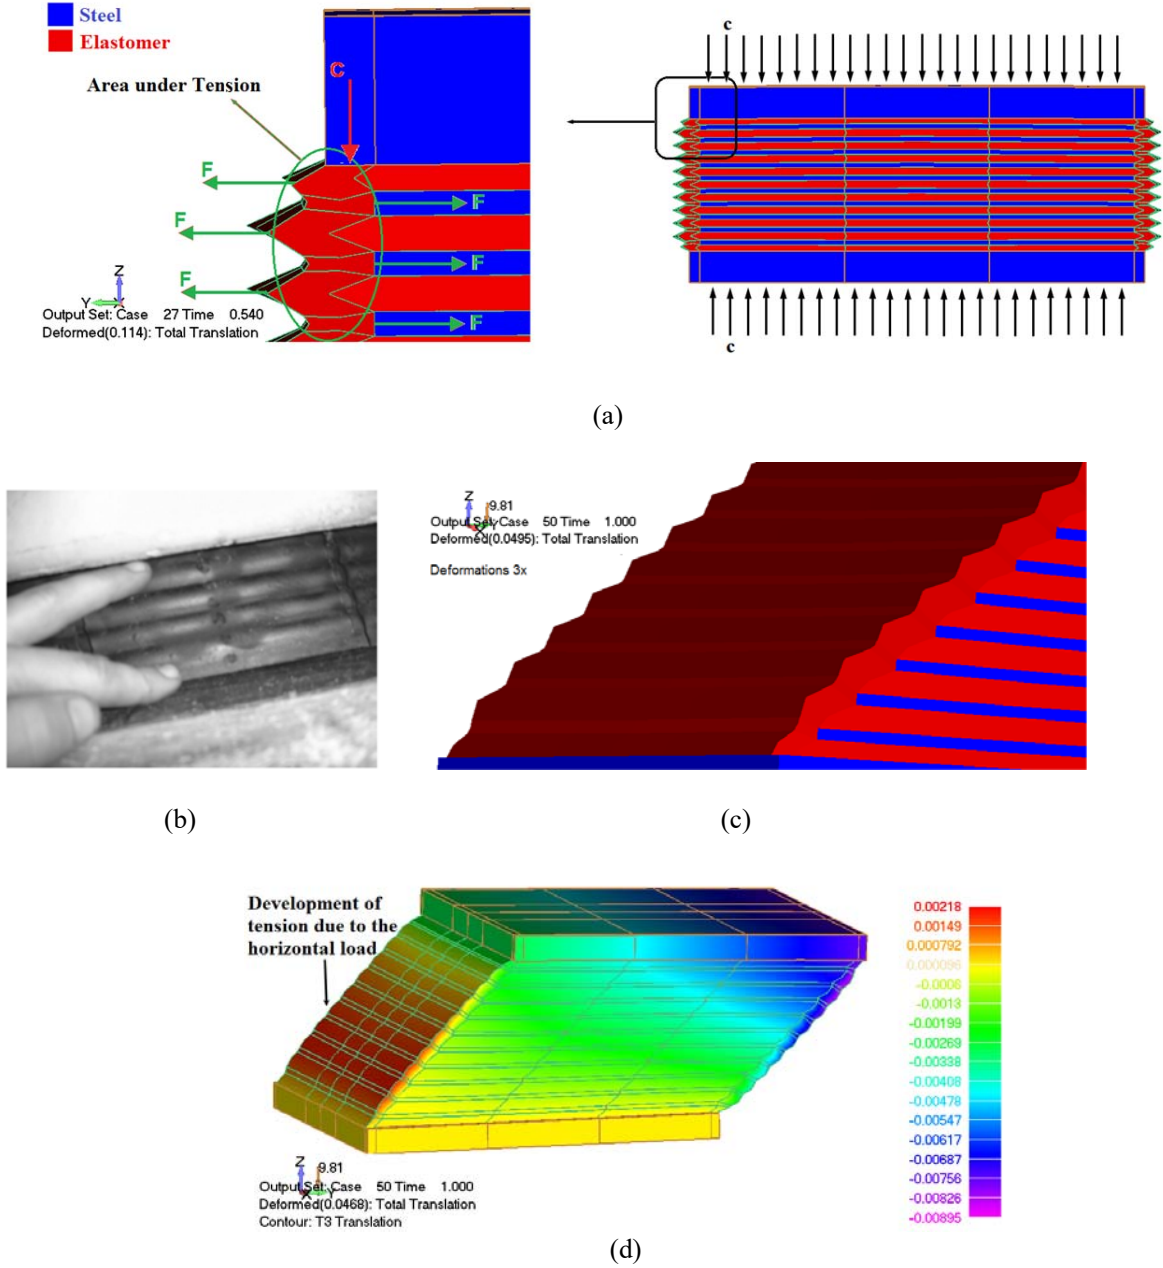 Steel
Elastomer
Area under Tension
C
F
F
F
F
F
F
Z
Y
X
Output Set: Case 27 Time 0.540
Deformed(0.114): Total Translation
c
c
(a)
(b)
Z
9.81
Y
X
Output Set: Case 50 Time 1.000
Deformed(0.0495): Total Translation
Deformations 3x
(c)
Development of
tension due to the
horizontal load
Z
9.81
X
Y
Output Set: Case 50 Time 1.000
Deformed(0.0468): Total Translation
Contour: T3 Translation
0.00218
0.00149
0.000792
0.000096
-0.0006
-0.0013
-0.00199
-0.00269
-0.00338
-0.00408
-0.00478
-0.00547
-0.00617
-0.00687
-0.00756
-0.00826
-0.00895
(d)